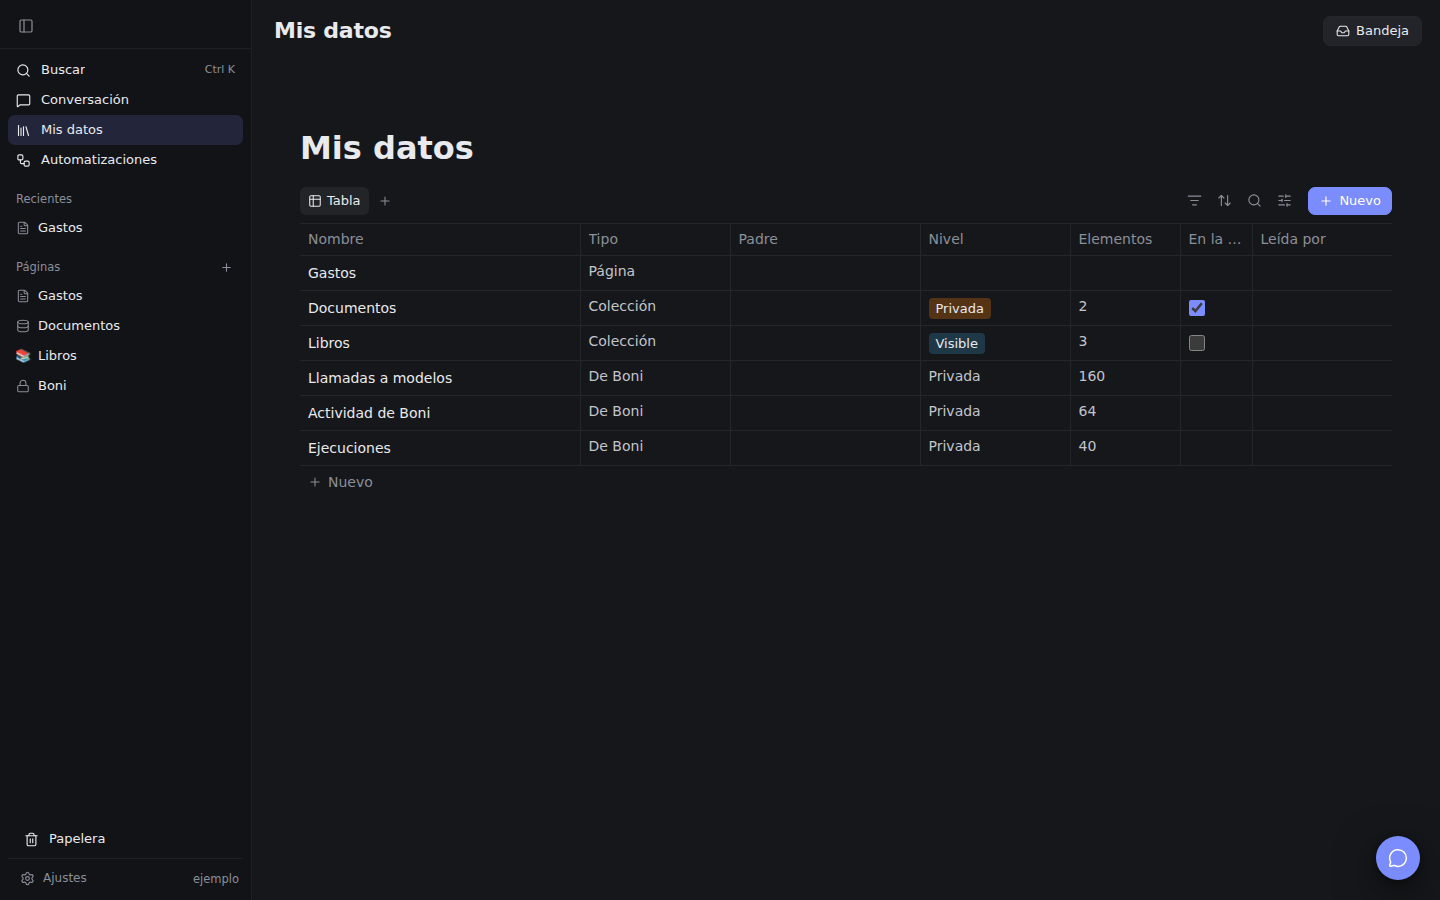 Mis datos
Bandeja
Buscar Ctrl K
Conversación
Mis datos
Automatizaciones
Recientes
Gastos
Páginas
Gastos
Documentos
Libros
Boni
Papelera
Ajustes ejemplo
Mis datos
Tabla
Nuevo
Nombre Tipo Padre Nivel Elementos En la ... Leída por
Gastos Página
Documentos Colección Privada 2
Libros Colección Visible 3
Llamadas a modelos De Boni Privada 160
Actividad de Boni De Boni Privada 64
Ejecuciones De Boni Privada 40
Nuevo